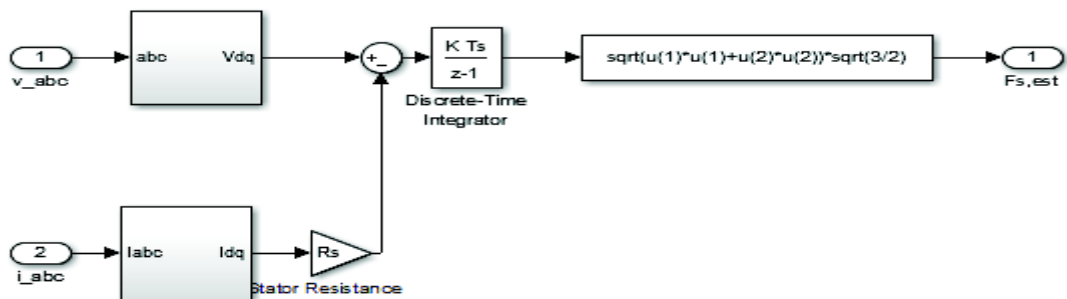 1
v_abc
abc
Vdq
+
-
K Ts
z-1
Discrete-Time
Integrator
sqrt(u(1)*u(1)+u(2)*u(2))*sqrt(3/2)
1
Fs,est
2
i_abc
Iabc
Idq
Rs
Stator Resistance